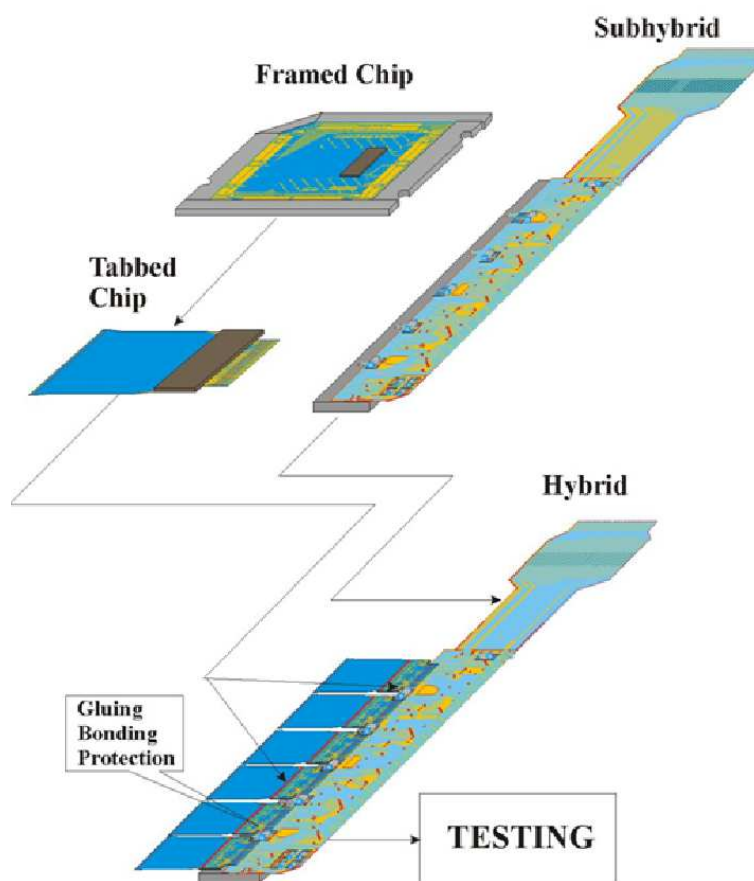 Subhybrid
Framed Chip
Tabbed
Chip
Hybrid
Gluing
Bonding
Protection
TESTING